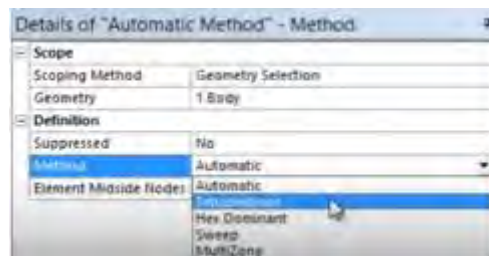 Details of "Automatic Method" - Method
Scope
Scoping Method Geometry Selection
Geometry 1 Body
Definition
Suppressed No
Method Automatic
Element Midside Nodes Automatic
Tetrahedrons
Hex Dominant
Sweep
MultiZone